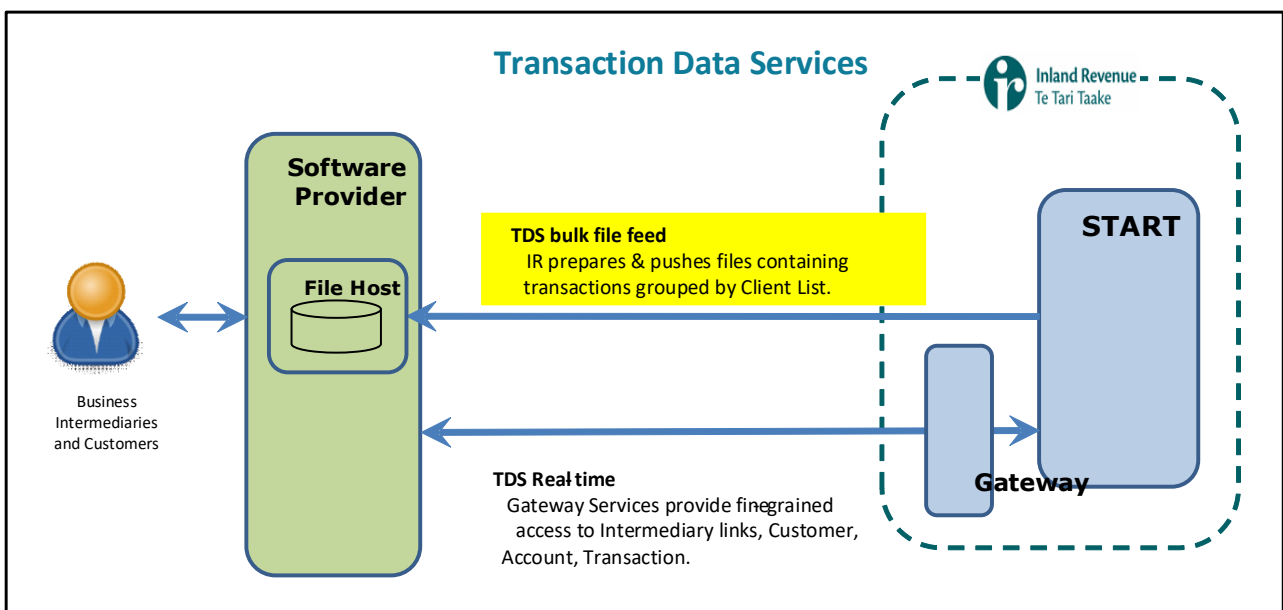 Transaction Data Services
Inland Revenue
Te Tari Taake
Software
Provider
START
TDS bulk file feed
IR prepares & pushes files containing
transactions grouped by Client List.
File Host
Business
Intermediaries
and Customers
Gateway
TDS Real-time
Gateway Services provide fine-grained
access to Intermediary links, Customer,
Account, Transaction.